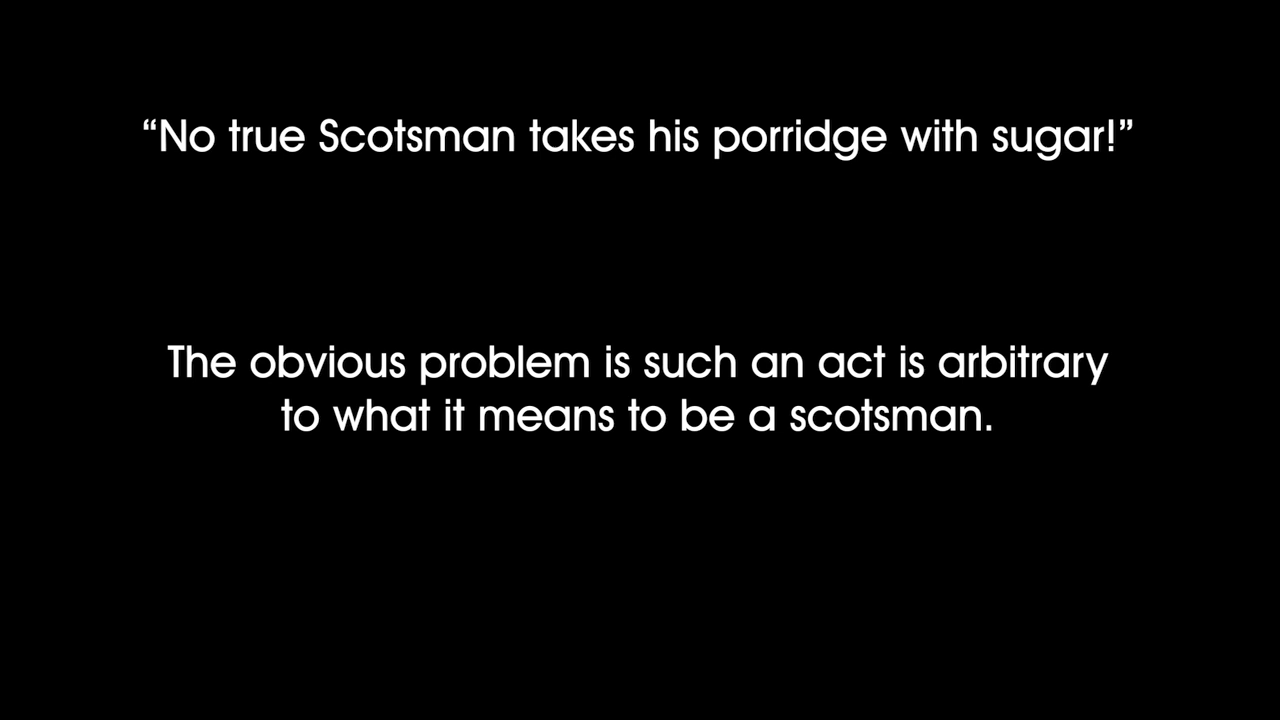 “No true Scotsman takes his porridge with sugar!”
The obvious problem is such an act is arbitrary
to what it means to be a scotsman.